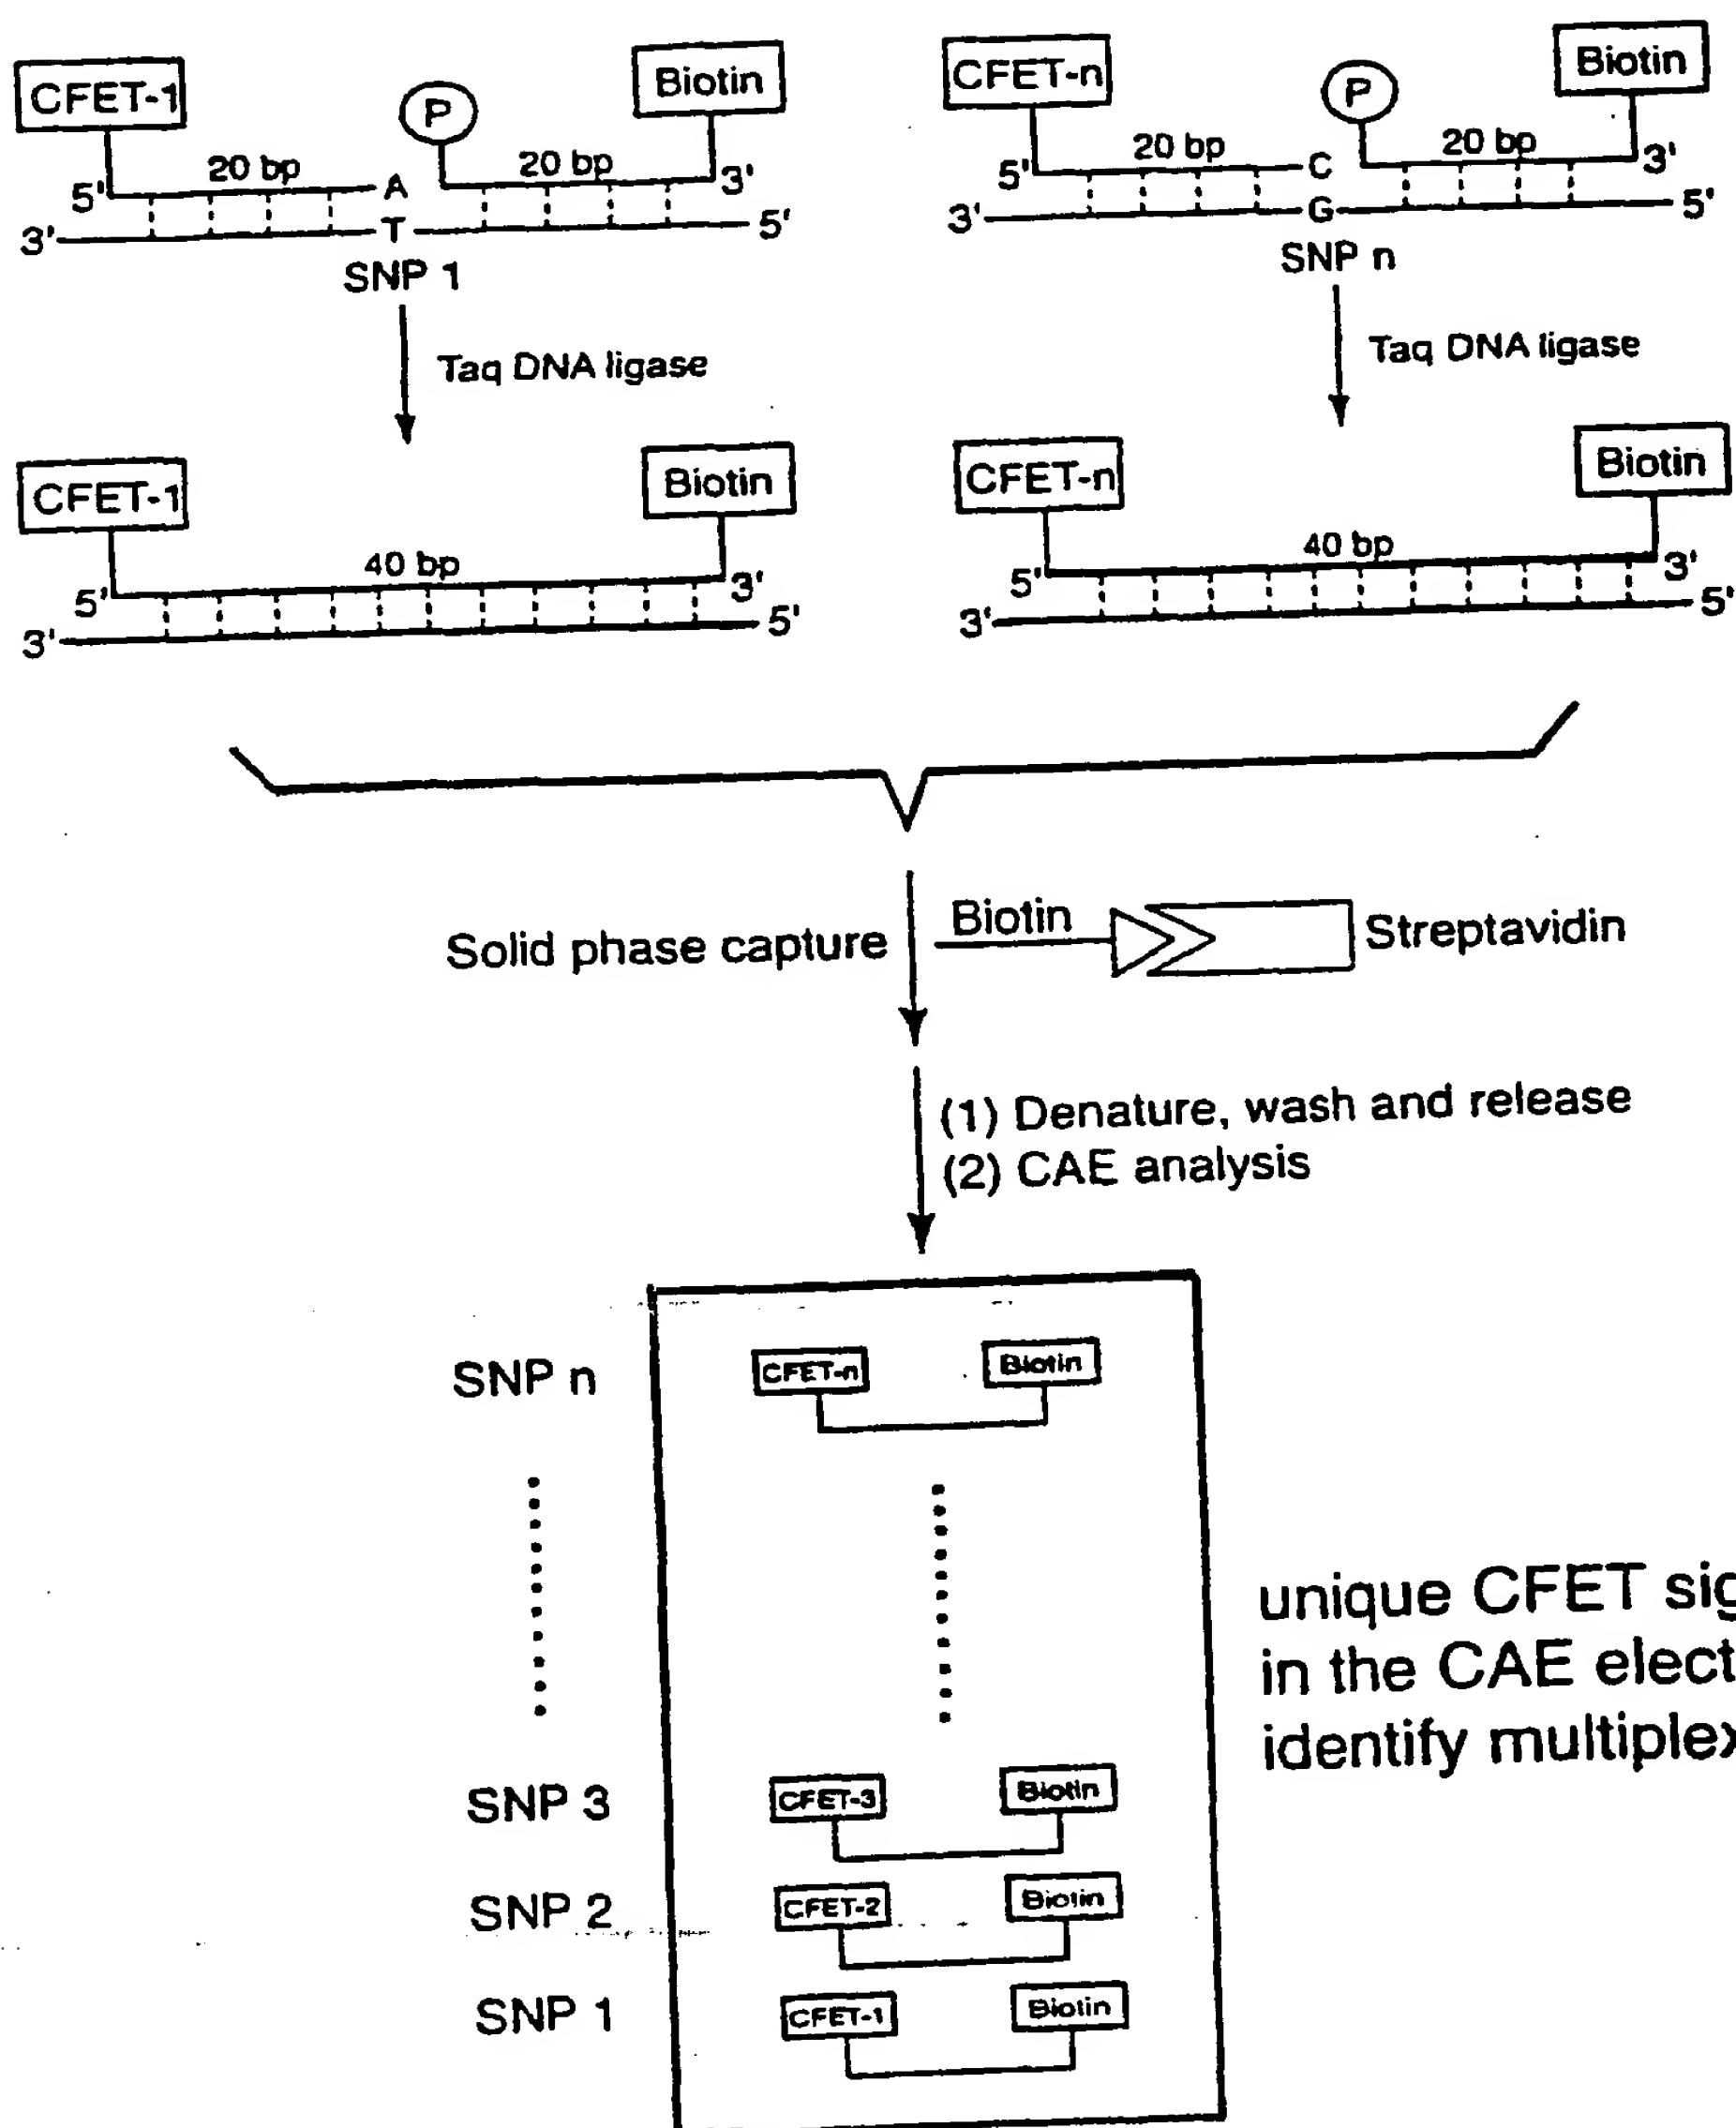 CFET-1 P Biotin CFET-n P Biotin
20 bp 20 bp 20 bp 20 bp
5' A 3' 5' C 3'
3' T 5' 3' G 5'
SNP 1 SNP n
Taq DNA ligase Taq DNA ligase
CFET-1 Biotin CFET-n Biotin
40 bp 40 bp
5' 3' 5' 3'
3' 5' 3' 5'
Solid phase capture Biotin Streptavidin
(1) Denature, wash and release
(2) CAE analysis
SNP n CFET-n Biotin
unique CFET sig
in the CAE elect
identify multiplex
SNP 3 CFET-3 Biotin
SNP 2 CFET-2 Biotin
SNP 1 CFET-1 Biotin